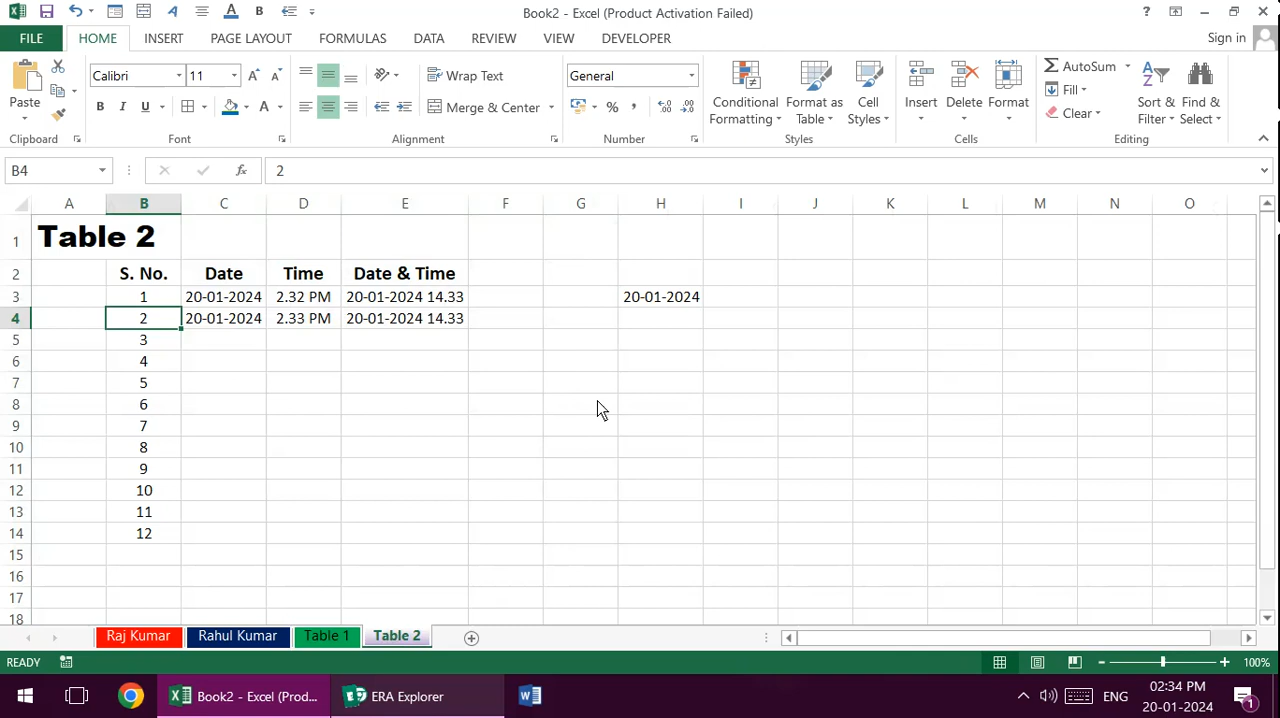 Book2 - Excel (Product Activation Failed)
FILE HOME INSERT PAGE LAYOUT FORMULAS DATA REVIEW VIEW DEVELOPER Sign in
Paste Calibri 11 Wrap Text General Conditional Formatting Format as Table Cell Styles Insert Delete Format AutoSum Sort & Filter Find & Select
B I U Merge & Center % Fill
Clear
Clipboard Font Alignment Number Styles Cells Editing
B4 2
A B C D E F G H I J K L M N O
1 Table 2
2 S. No. Date Time Date & Time
3 1 20-01-2024 2.32 PM 20-01-2024 14.33 20-01-2024
4 2 20-01-2024 2.33 PM 20-01-2024 14.33
5 3
6 4
7 5
8 6
9 7
10 8
11 9
12 10
13 11
14 12
15
16
17
18
Raj Kumar Rahul Kumar Table 1 Table 2
READY 100%
Book2 - Excel (Prod... FRA Explorer ENG 02:34 PM
20-01-2024 1